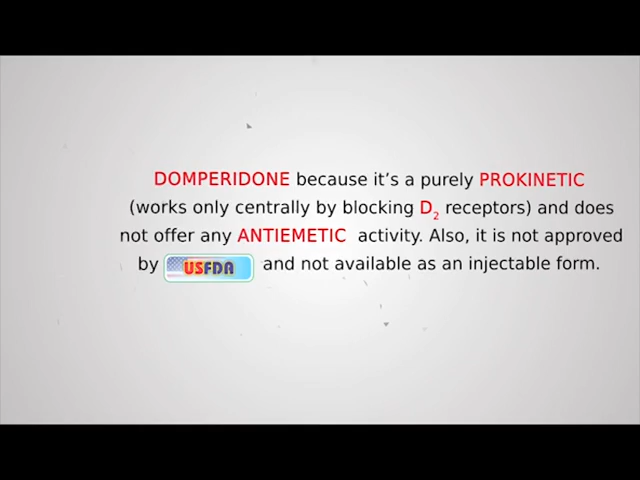 DOMPERIDONE because it's a purely PROKINETIC
(works only centrally by blocking D2 receptors) and does
not offer any ANTIEMETIC activity. Also, it is not approved
by USFDA and not available as an injectable form.